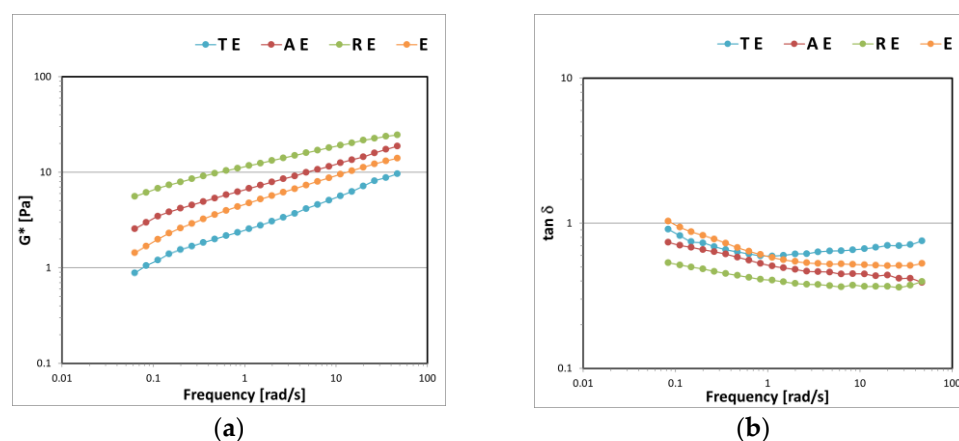 T E A E R E E
100
10
1
0.1
G* [Pa]
0.01 0.1 1 10 100
Frequency [rad/s]
(a)
T E A E R E E
10
1
0.1
tan δ
0.01 0.1 1 10 100
Frequency [rad/s]
(b)